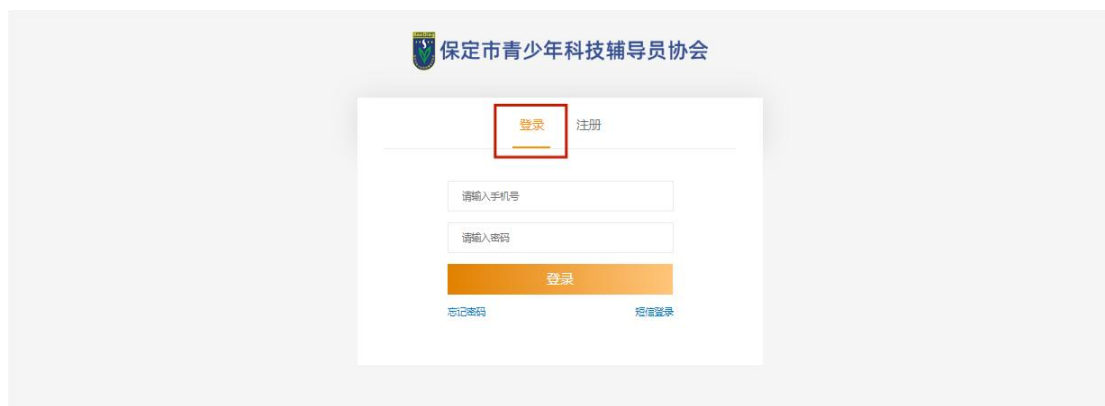 保定市青少年科技辅导员协会
登录 注册
请输入手机号
请输入密码
登录
忘记密码 短信登录